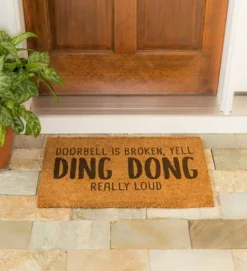 DOORBELL IS BROKEN, YELL
DING DONG
REALLY LOUD